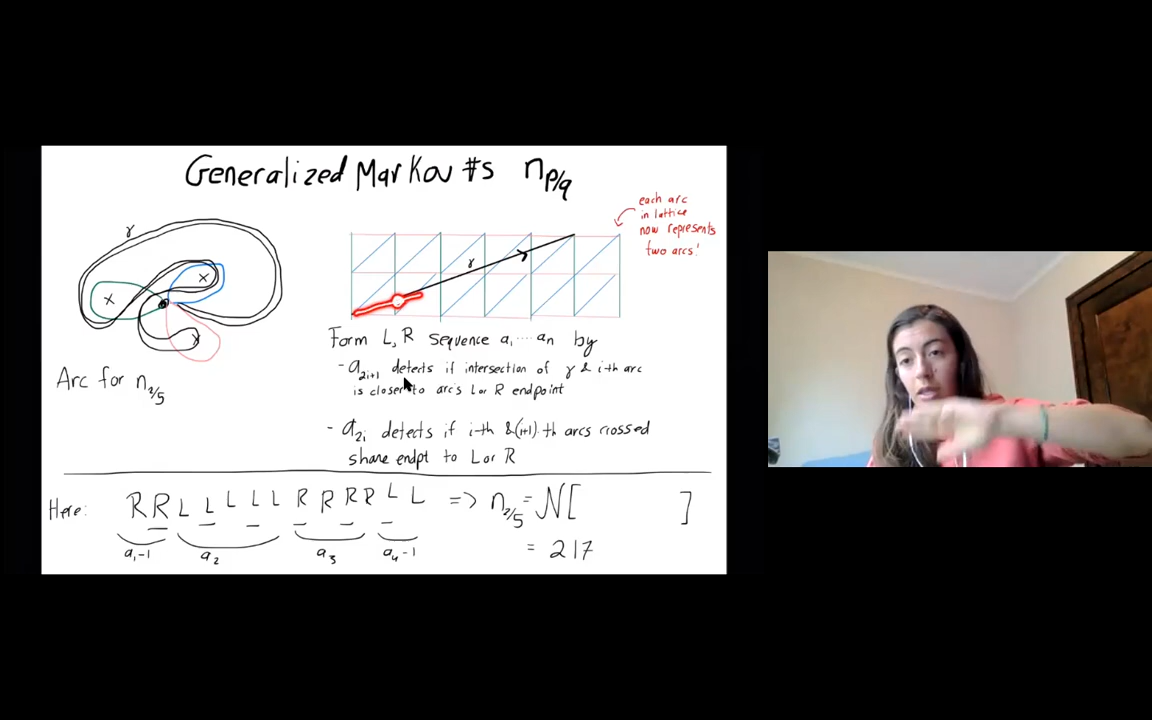 Generalized Markov #s n_{p/q}
each arc
in lattice
now represents
two arcs!
γ
γ
Form L, R sequence a_1 ... a_n by
- a_{2i+1} detects if intersection of γ & i-th arc
is closer to arc's L or R endpoint
Arc for n_{2/5}
- a_{2i} detects if i-th & (i+1)-th arcs crossed
share endpt to L or R
Here: R R L L L L L R R R R L L => n_{2/5} = N[ ]
a_1-1 a_2 a_3 a_4-1
= 217